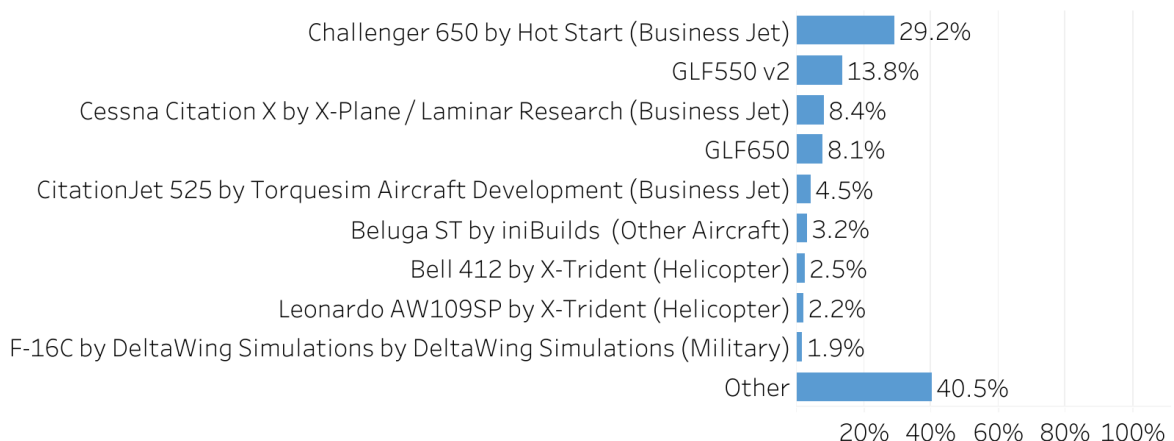 Challenger 650 by Hot Start (Business Jet) 29.2%
GLF550 v2 13.8%
Cessna Citation X by X-Plane / Laminar Research (Business Jet) 8.4%
GLF650 8.1%
CitationJet 525 by Torquesim Aircraft Development (Business Jet) 4.5%
Beluga ST by iniBuilds  (Other Aircraft) 3.2%
Bell 412 by X-Trident (Helicopter) 2.5%
Leonardo AW109SP by X-Trident (Helicopter) 2.2%
F-16C by DeltaWing Simulations by DeltaWing Simulations (Military) 1.9%
Other 40.5%
20% 40% 60% 80% 100%